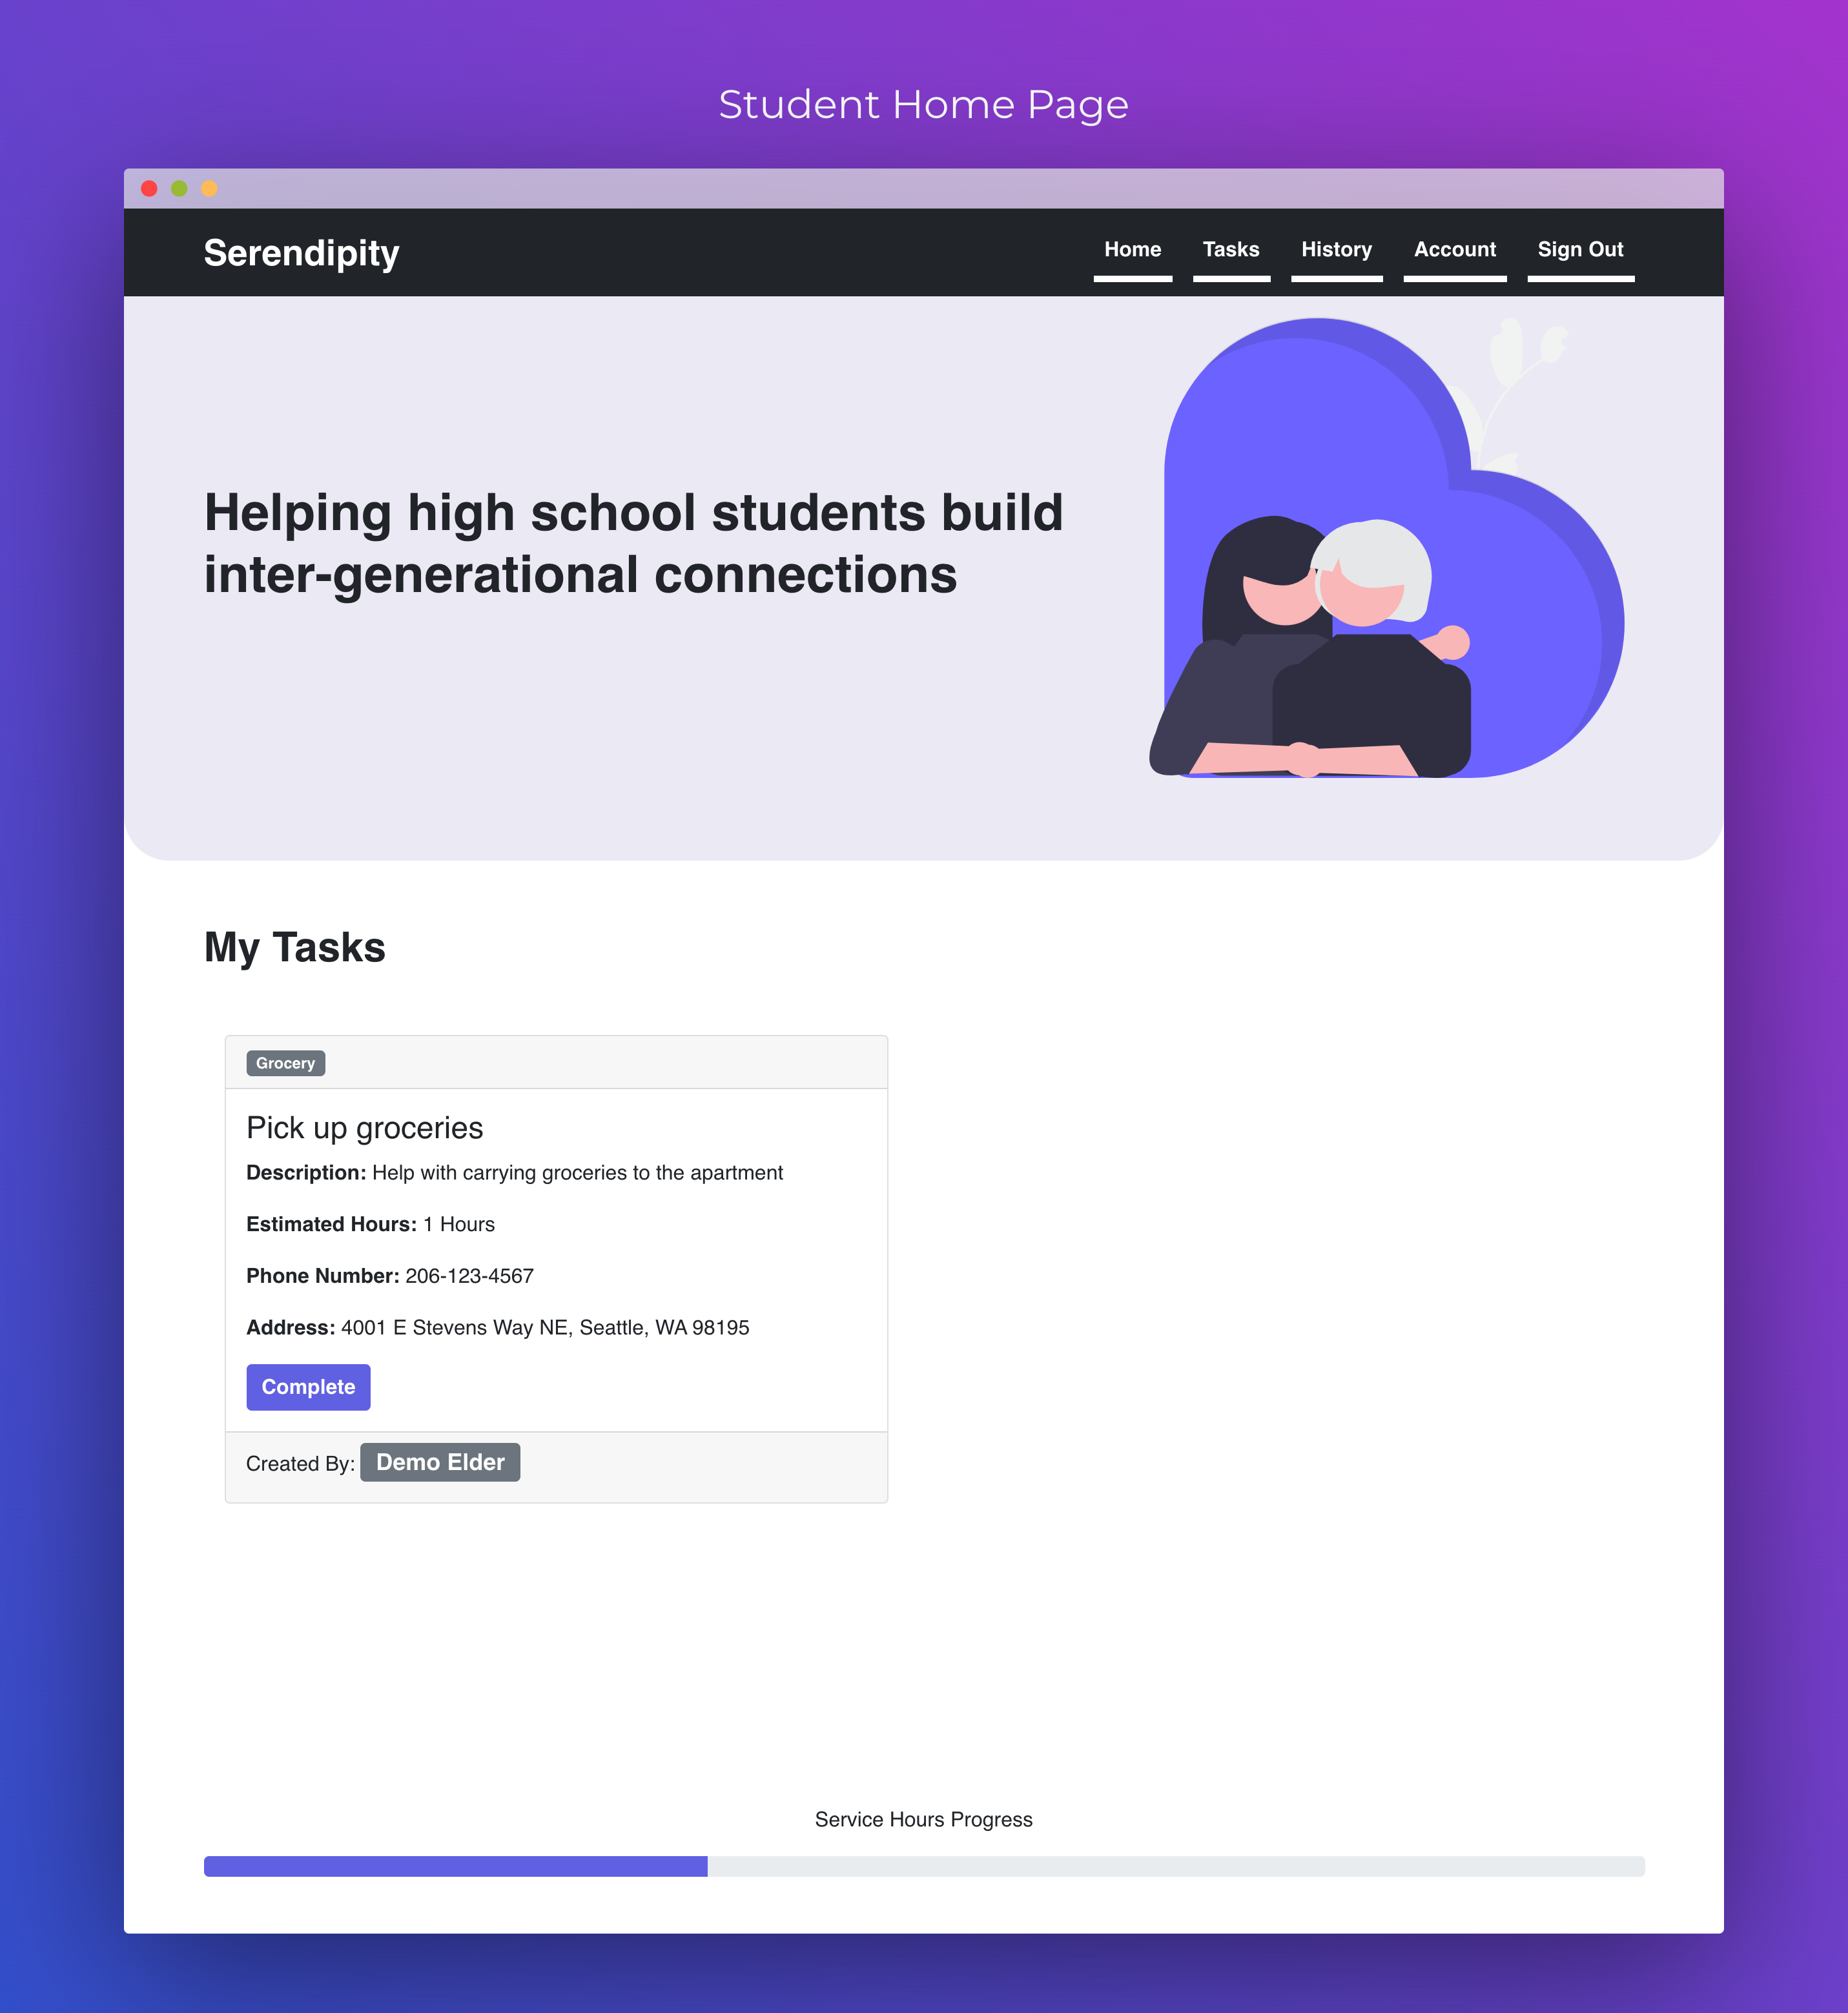 Student Home Page
Serendipity
Home Tasks History Account Sign Out
Helping high school students build
inter-generational connections
My Tasks
Grocery
Pick up groceries
Description: Help with carrying groceries to the apartment
Estimated Hours: 1 Hours
Phone Number: 206-123-4567
Address: 4001 E Stevens Way NE, Seattle, WA 98195
Complete
Created By: Demo Elder
Service Hours Progress